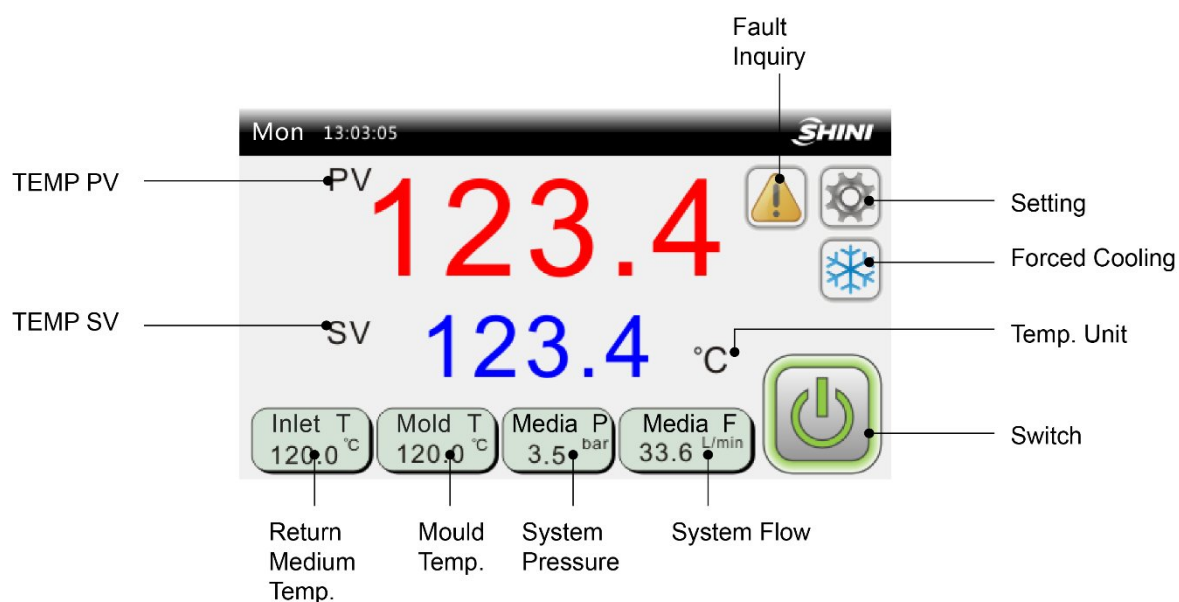 Fault
Inquiry
Mon 13:03:05
SHINI
TEMP PV
PV
123.4
Setting
Forced Cooling
TEMP SV
SV
123.4
°C
Temp. Unit
Inlet T
120.0 °C
Mold T
120.0 °C
Media P
3.5 bar
Media F
33.6 L/min
Switch
Return
Medium
Temp.
Mould
Temp.
System
Pressure
System Flow